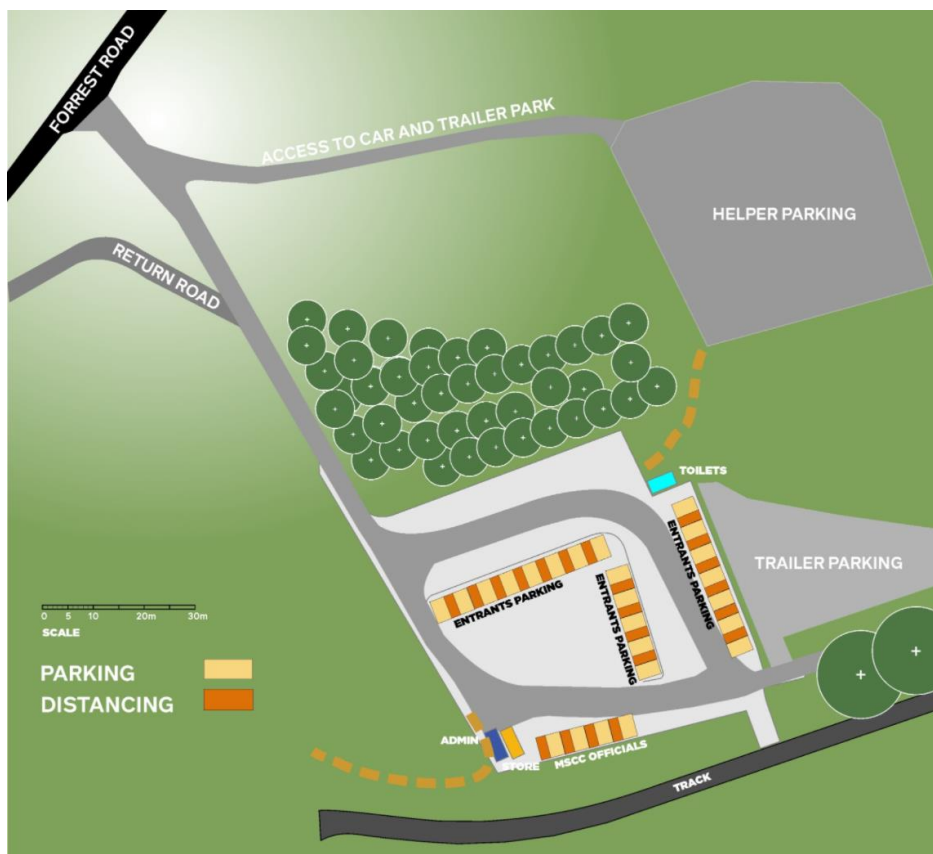 FORREST ROAD
ACCESS TO CAR AND TRAILER PARK
HELPER PARKING
RETURN ROAD
TOILETS
ENTRANTS PARKING
TRAILER PARKING
ENTRANTS PARKING
ENTRANTS PARKING
0 5 10 20m 30m
SCALE
PARKING
DISTANCING
ADMIN
STORE
MSCC OFFICIALS
TRACK